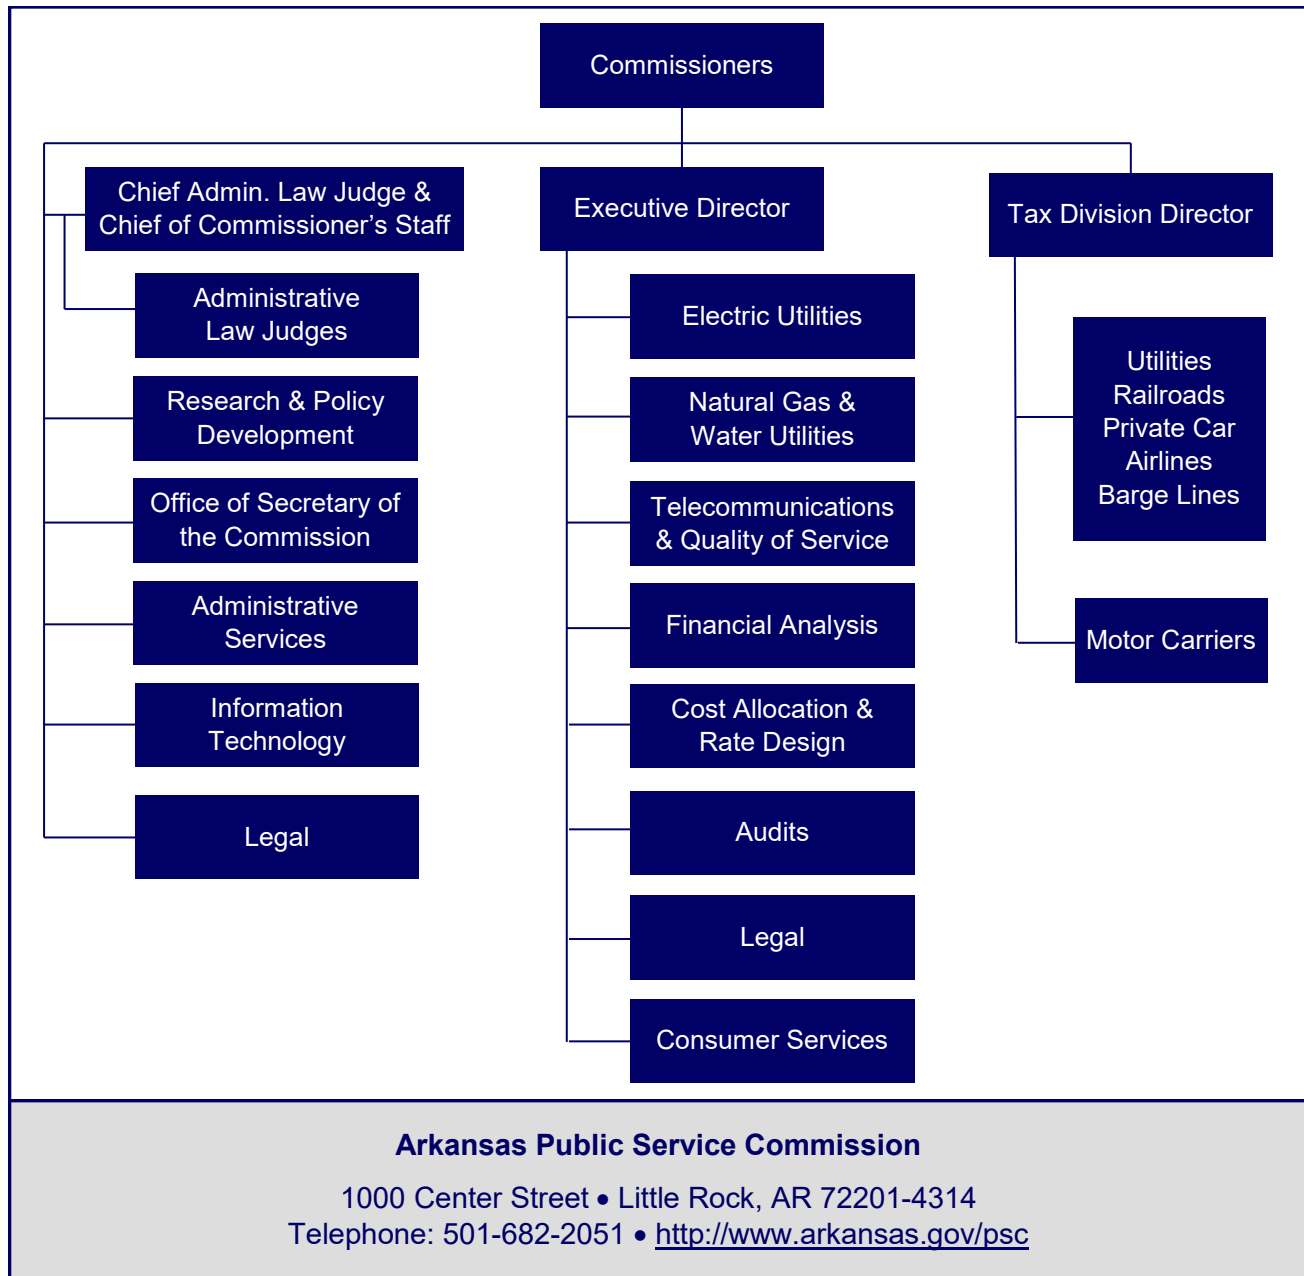 Commissioners
Chief Admin. Law Judge &
Chief of Commissioner’s Staff
Administrative
Law Judges
Research & Policy
Development
Office of Secretary of
the Commission
Administrative
Services
Information
Technology
Legal
Executive Director
Electric Utilities
Natural Gas &
Water Utilities
Telecommunications
& Quality of Service
Financial Analysis
Cost Allocation &
Rate Design
Audits
Legal
Consumer Services
Tax Division Director
Utilities
Railroads
Private Car
Airlines
Barge Lines
Motor Carriers
Arkansas Public Service Commission
1000 Center Street • Little Rock, AR 72201-4314
Telephone: 501-682-2051 • http://www.arkansas.gov/psc